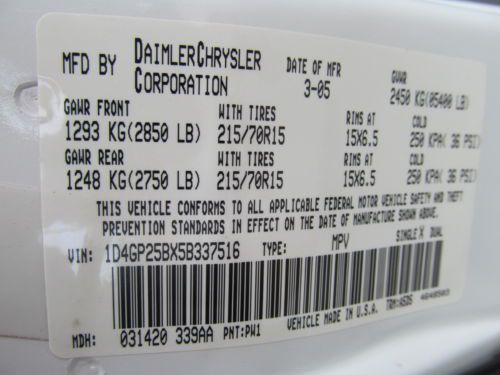 MFD BY DAIMLERCHRYSLER CORPORATION DATE OF MFR 3-05 GVWR 2450 KG(05400 LB)
GAWR FRONT WITH TIRES RIMS AT COLD
1293 KG(2850 LB) 215/70R15 15X6.5 250 KPA( 36 PSI)
GAWR REAR WITH TIRES RIMS AT COLD
1248 KG(2750 LB) 215/70R15 15X6.5 250 KPA( 36 PSI)
THIS VEHICLE CONFORMS TO ALL APPLICABLE FEDERAL MOTOR VEHICLE SAFETY AND THEFT
PREVENTION STANDARDS IN EFFECT ON THE DATE OF MANUFACTURE SHOWN ABOVE.
VIN: 1D4GP25BX5B337516 TYPE: MPV SINGLE X DUAL
MDH: 031420 339AA PNT:PW1 VEHICLE MADE IN U.S.A.